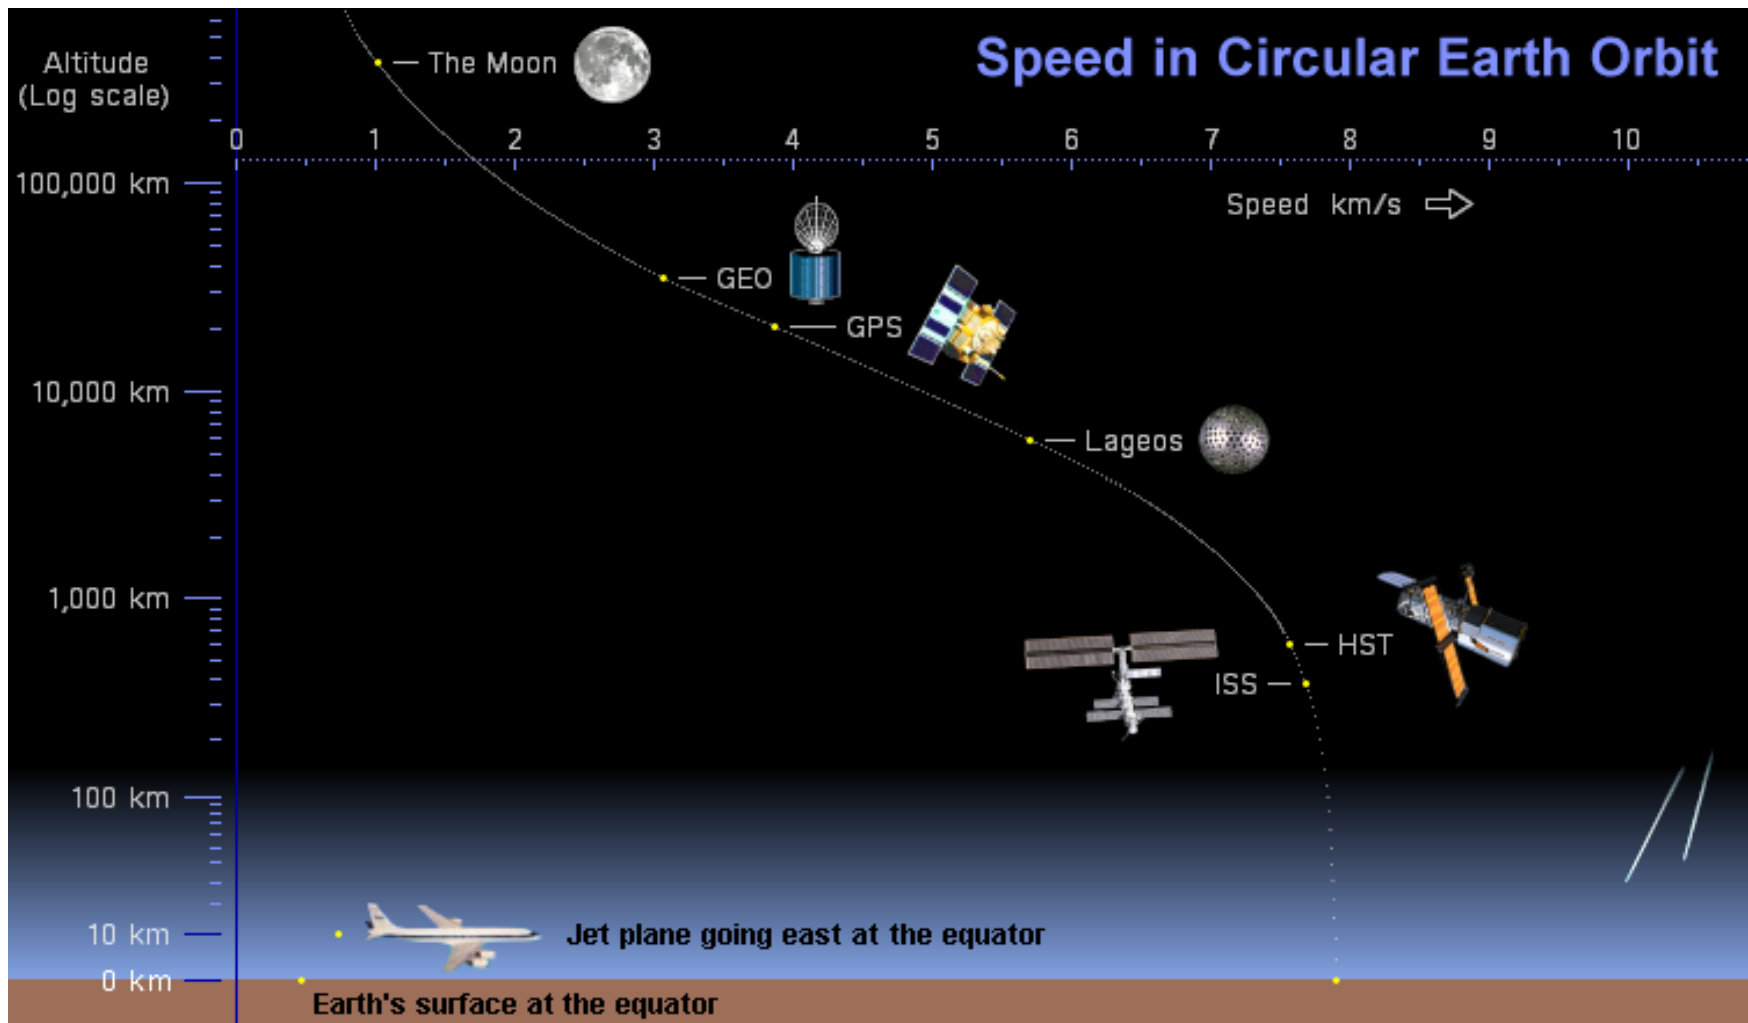 Speed in Circular Earth Orbit
Altitude
(Log scale)
The Moon
0 1 2 3 4 5 6 7 8 9 10
100,000 km
Speed km/s
GEO
GPS
10,000 km
Lageos
1,000 km
HST
ISS
100 km
10 km
Jet plane going east at the equator
0 km
Earth's surface at the equator